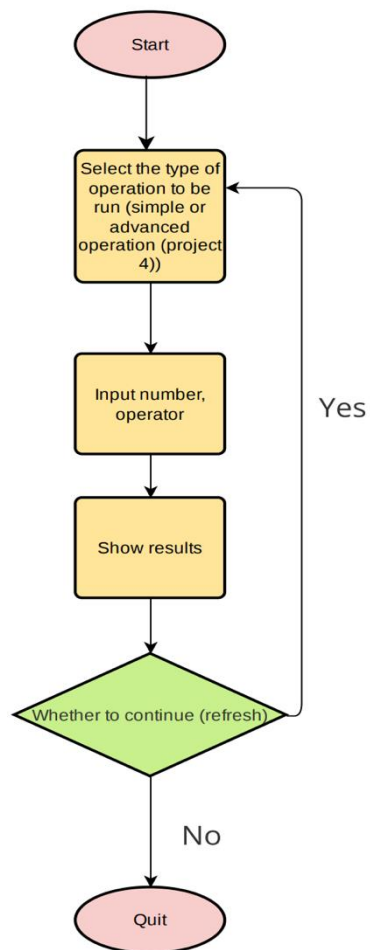 Start
Select the type of
operation to be
run (simple or
advanced
operation (project
4))
Input number,
operator
Yes
Show results
Whether to continue (refresh)
No
Quit